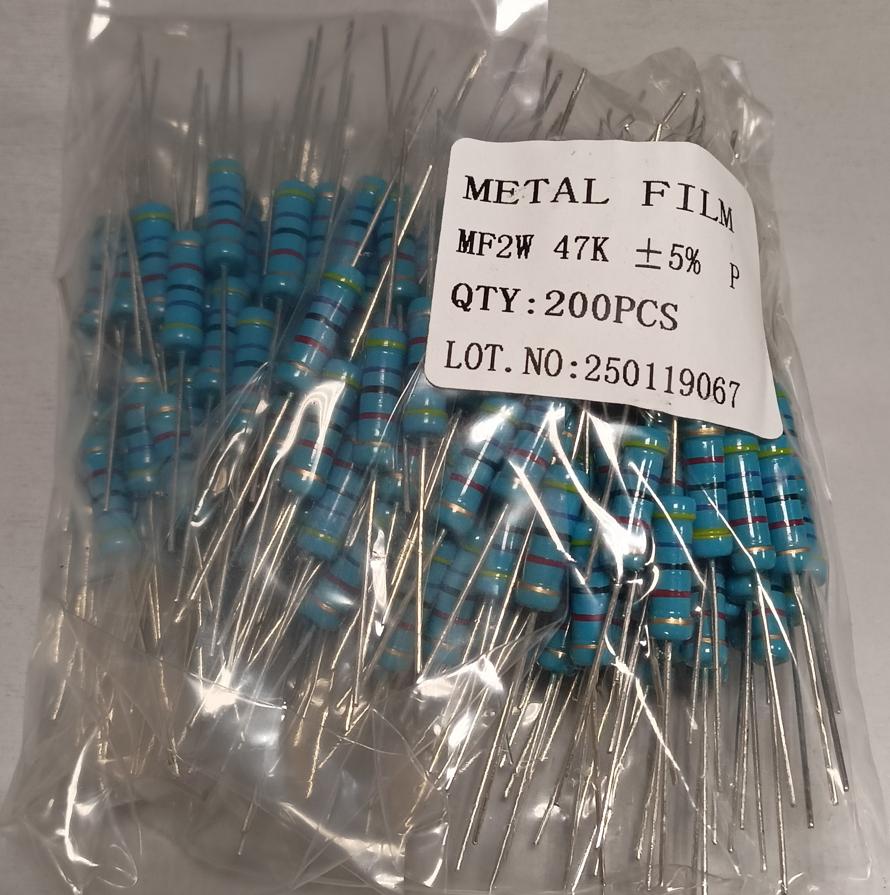 METAL FILM
MF2W 47K ±5% P
QTY:200PCS
LOT.NO:250119067